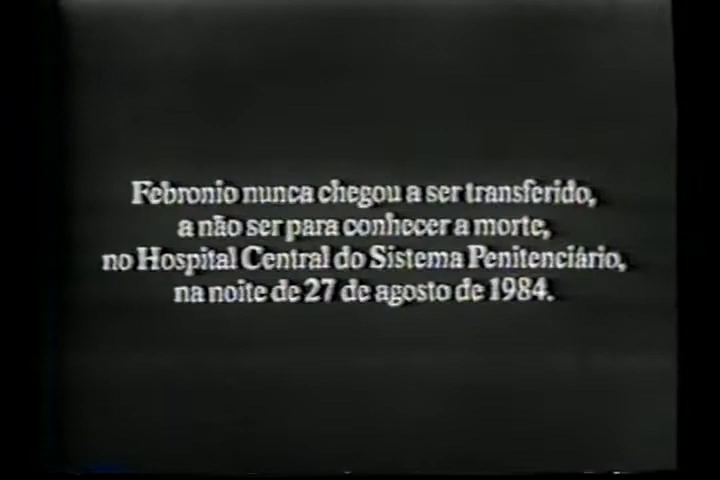 Febronio nunca chegou a ser transferido,
a não ser para conhecer a morte,
no Hospital Central do Sistema Penitenciário,
na noite de 27 de agosto de 1984.